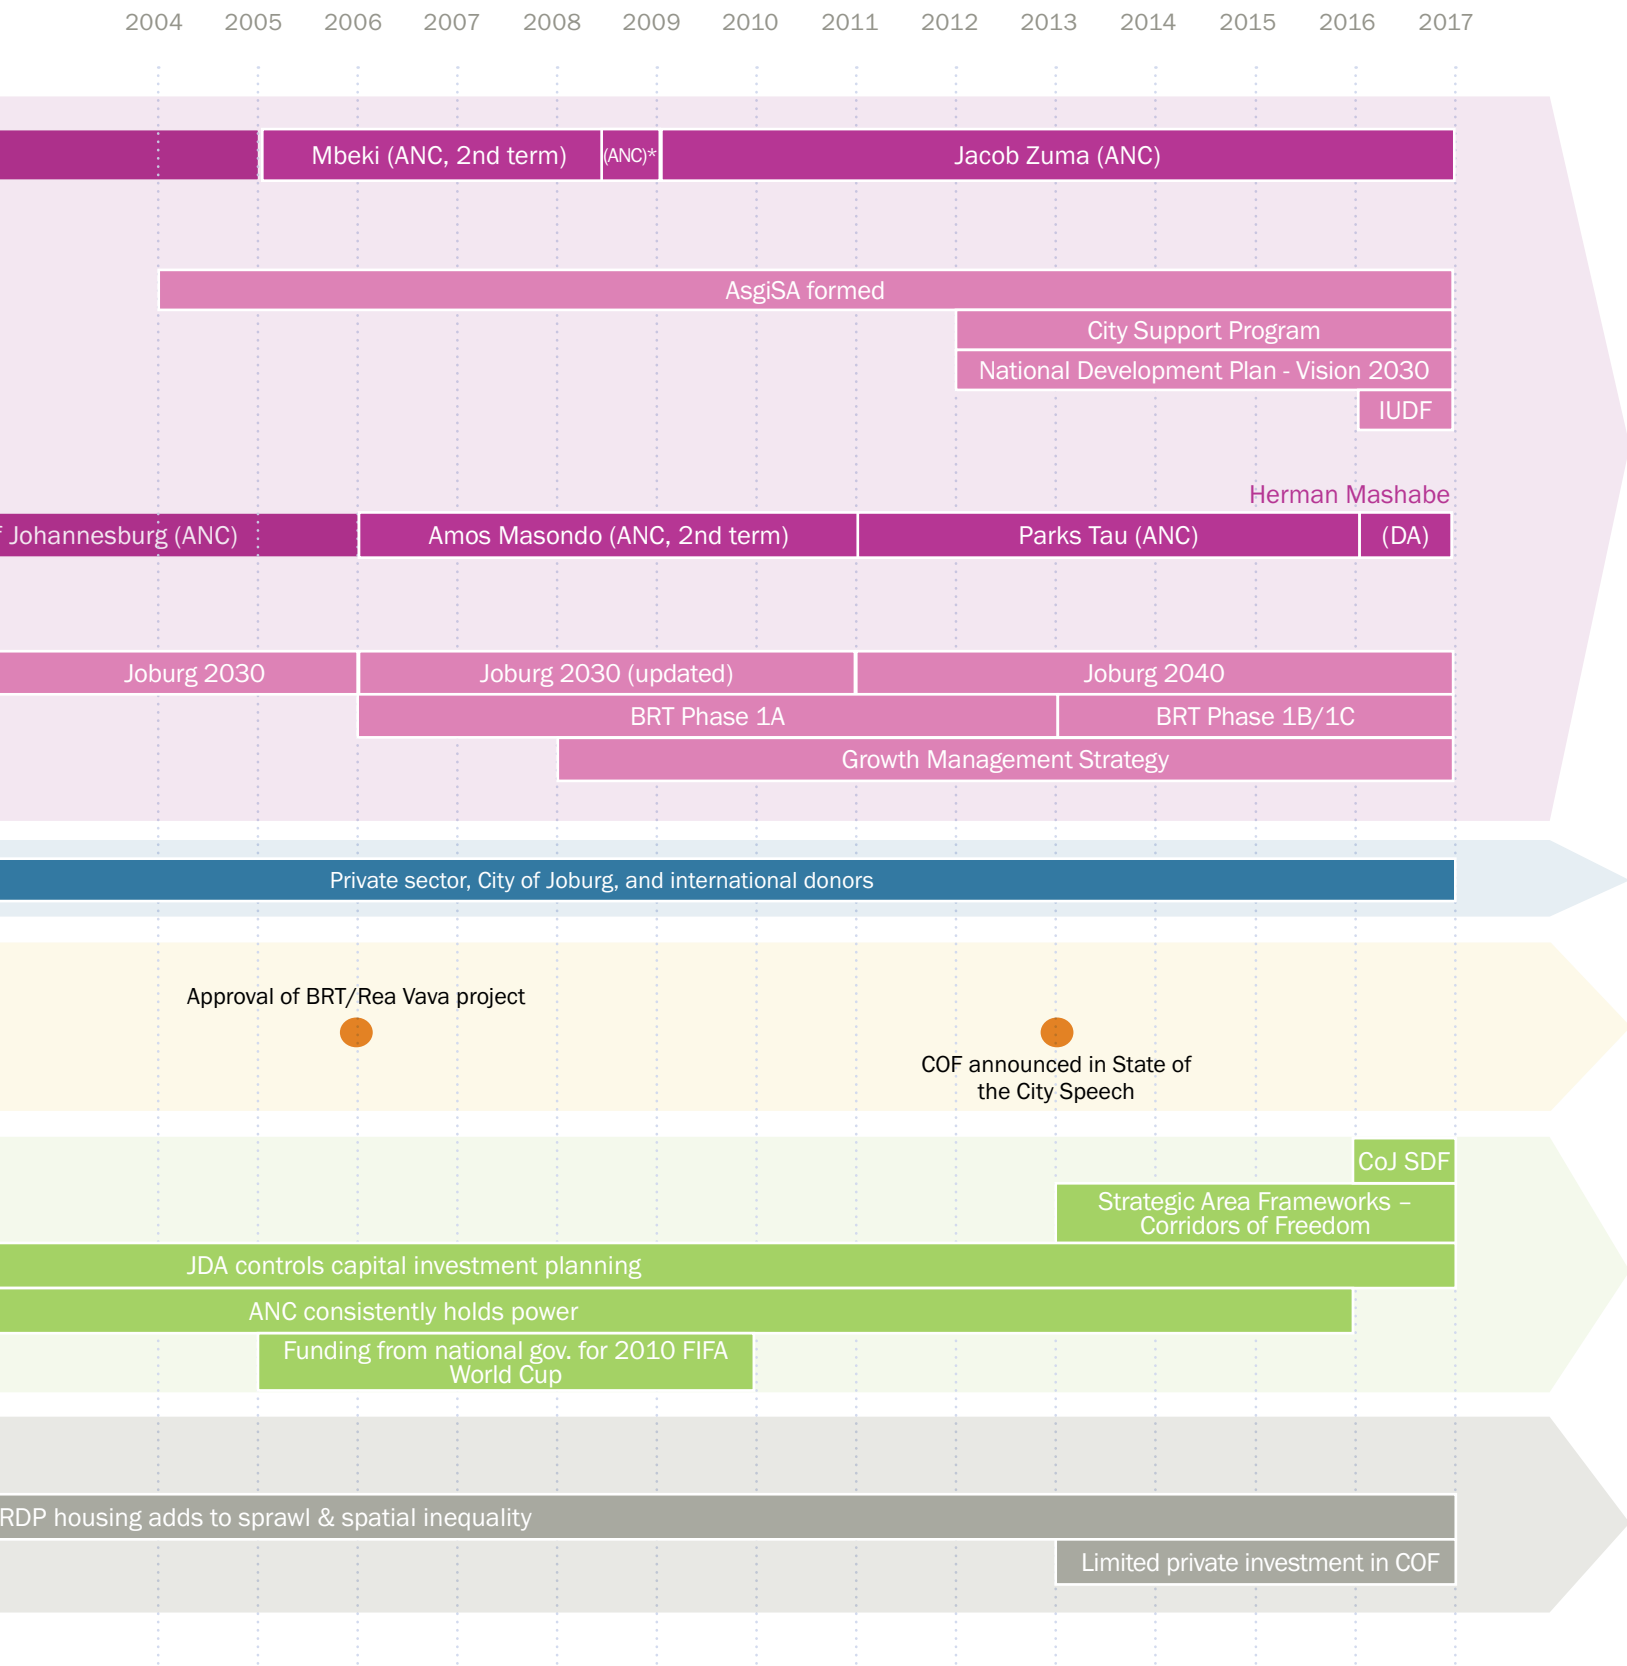 2004 2005 2006 2007 2008 2009 2010 2011 2012 2013 2014 2015 2016 2017
Mbeki (ANC, 2nd term) (ANC)* Jacob Zuma (ANC)
AsgiSA formed
City Support Program
National Development Plan - Vision 2030
IUDF
Herman Mashabe
f Johannesburg (ANC) Amos Masondo (ANC, 2nd term) Parks Tau (ANC) (DA)
Joburg 2030 Joburg 2030 (updated) Joburg 2040
BRT Phase 1A BRT Phase 1B/1C
Growth Management Strategy
Private sector, City of Joburg, and international donors
Approval of BRT/Rea Vava project
COF announced in State of
the City Speech
CoJ SDF
Strategic Area Frameworks –
Corridors of Freedom
JDA controls capital investment planning
ANC consistently holds power
Funding from national gov. for 2010 FIFA
World Cup
RDP housing adds to sprawl & spatial inequality
Limited private investment in COF